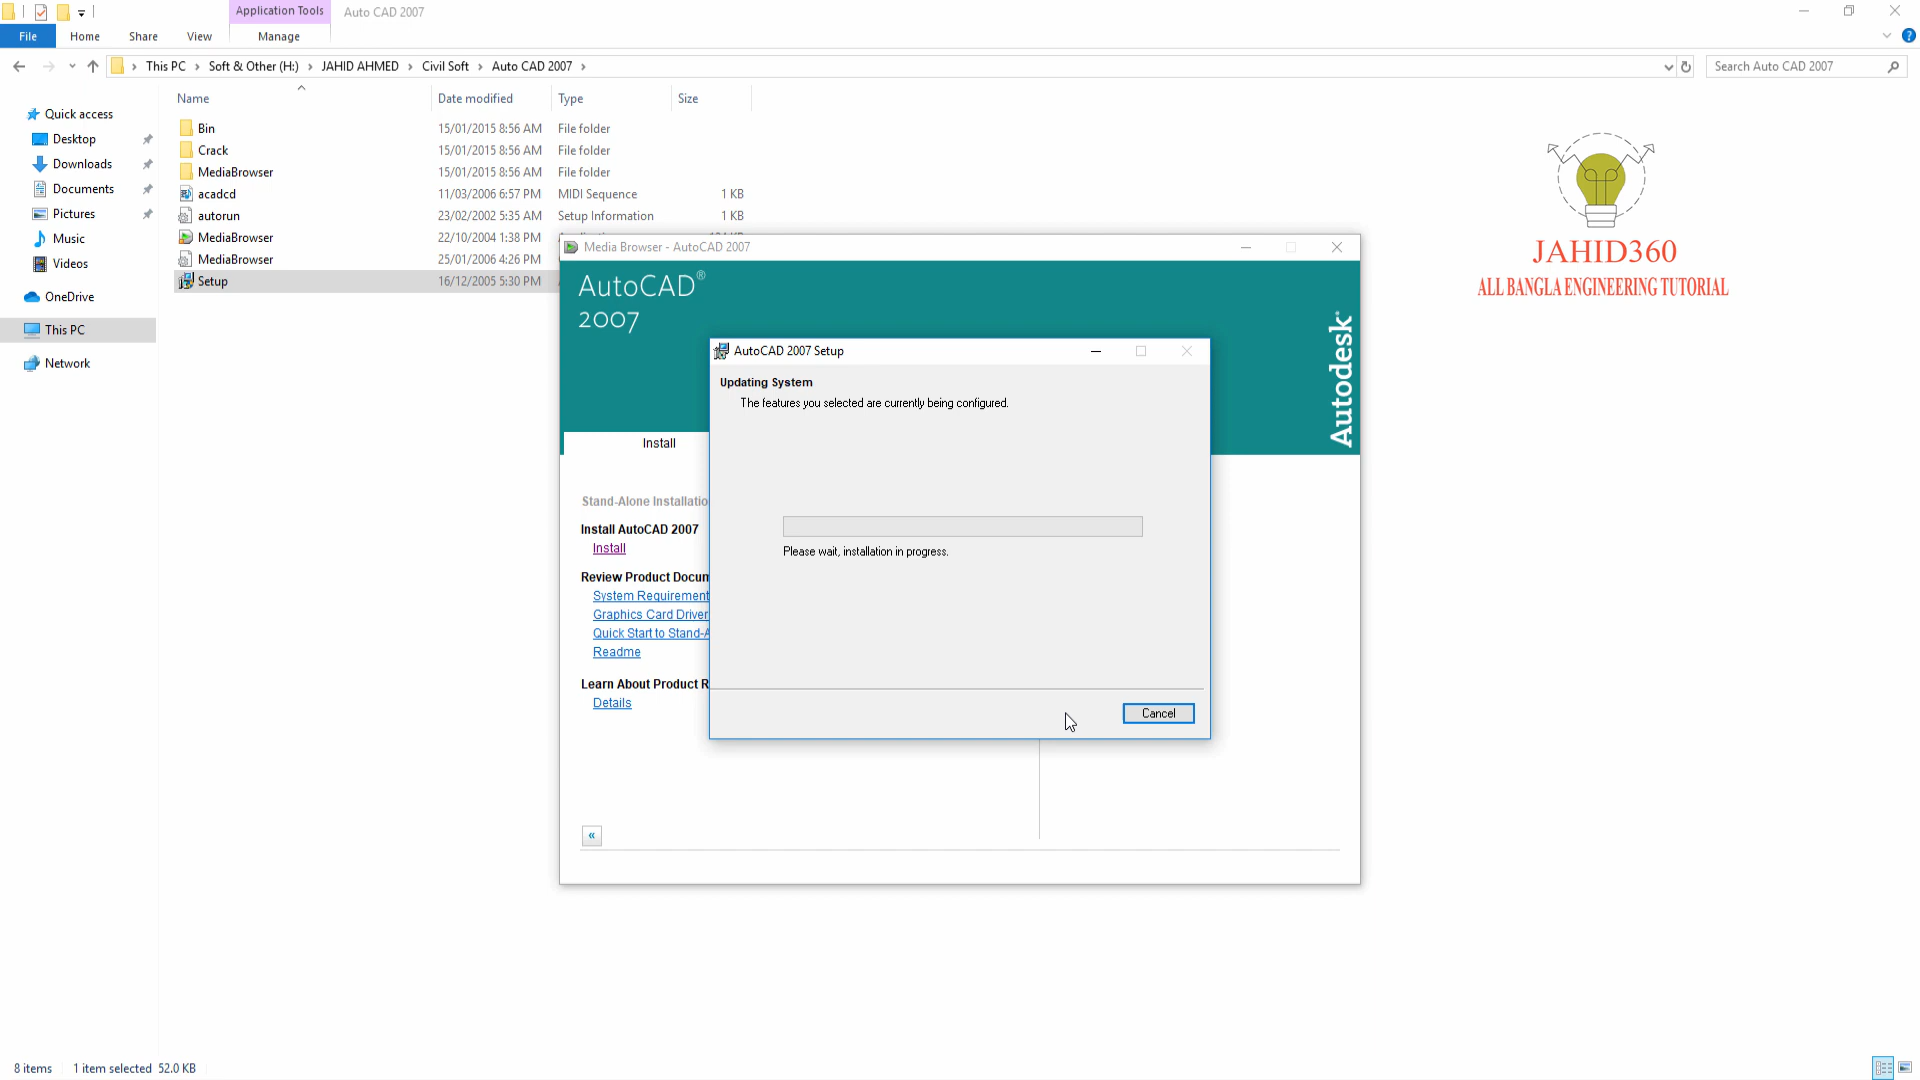 Application Tools
Auto CAD 2007
File
Home
Share
View
Manage
This PC
Soft & Other (H:)
JAHID AHMED
Civil Soft
Auto CAD 2007
Search Auto CAD 2007
Name
Date modified
Type
Size
Quick access
Desktop
Downloads
Documents
Pictures
Music
Videos
OneDrive
This PC
Network
Bin 15/01/2015 8:56 AM File folder
Crack 15/01/2015 8:56 AM File folder
MediaBrowser 15/01/2015 8:56 AM File folder
acadcd 11/03/2006 6:57 PM MIDI Sequence 1 KB
autorun 23/02/2002 5:35 AM Setup Information 1 KB
MediaBrowser 22/10/2004 1:38 PM
MediaBrowser 25/01/2006 4:26 PM
Setup 16/12/2005 5:30 PM
JAHID360
ALL BANGLA ENGINEERING TUTORIAL
Media Browser - AutoCAD 2007
AutoCAD®
2007
Autodesk®
Install
Stand-Alone Installatio
Install AutoCAD 2007
Install
Review Product Docum
System Requirement
Graphics Card Driver
Quick Start to Stand-A
Readme
Learn About Product R
Details
«
AutoCAD 2007 Setup
Updating System
The features you selected are currently being configured.
Please wait, installation in progress.
Cancel
8 items
1 item selected 52.0 KB